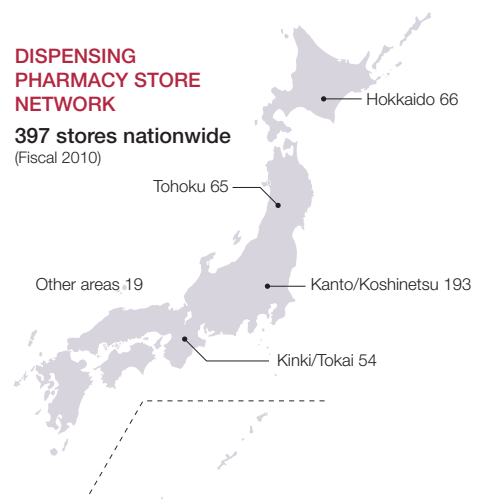 DISPENSING
PHARMACY STORE
NETWORK
397 stores nationwide
(Fiscal 2010)
Hokkaido 66
Tohoku 65
Other areas 19
Kanto/Koshinetsu 193
Kinki/Tokai 54